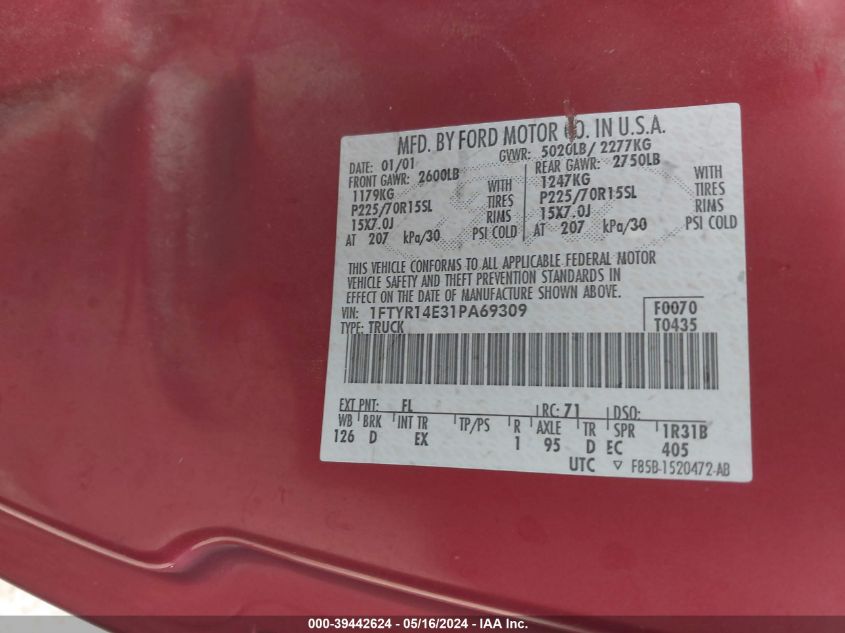 MFD. BY FORD MOTOR CO. IN U.S.A.
DATE: 01/01 GVWR: 5020LB/ 2277KG
FRONT GAWR: 2600LB REAR GAWR: 2750LB
1179KG WITH 1247KG WITH
P225/70R15SL TIRES P225/70R15SL TIRES
15X7.0J RIMS 15X7.0J RIMS
AT 207 kPa/30 PSI COLD AT 207 kPa/30 PSI COLD
THIS VEHICLE CONFORMS TO ALL APPLICABLE FEDERAL MOTOR
VEHICLE SAFETY AND THEFT PREVENTION STANDARDS IN
EFFECT ON THE DATE OF MANUFACTURE SHOWN ABOVE.
VIN: 1FTYR14E31PA69309 F0070
TYPE: TRUCK T0435
EXT PNT: FL RC: 71 DSO:
WB BRK INT TR TP/PS R AXLE TR SPR 1R31B
126 D EX 1 95 D EC 405
UTC ▽ F85B-1520472-AB
000-39442624 - 05/16/2024 - IAA Inc.